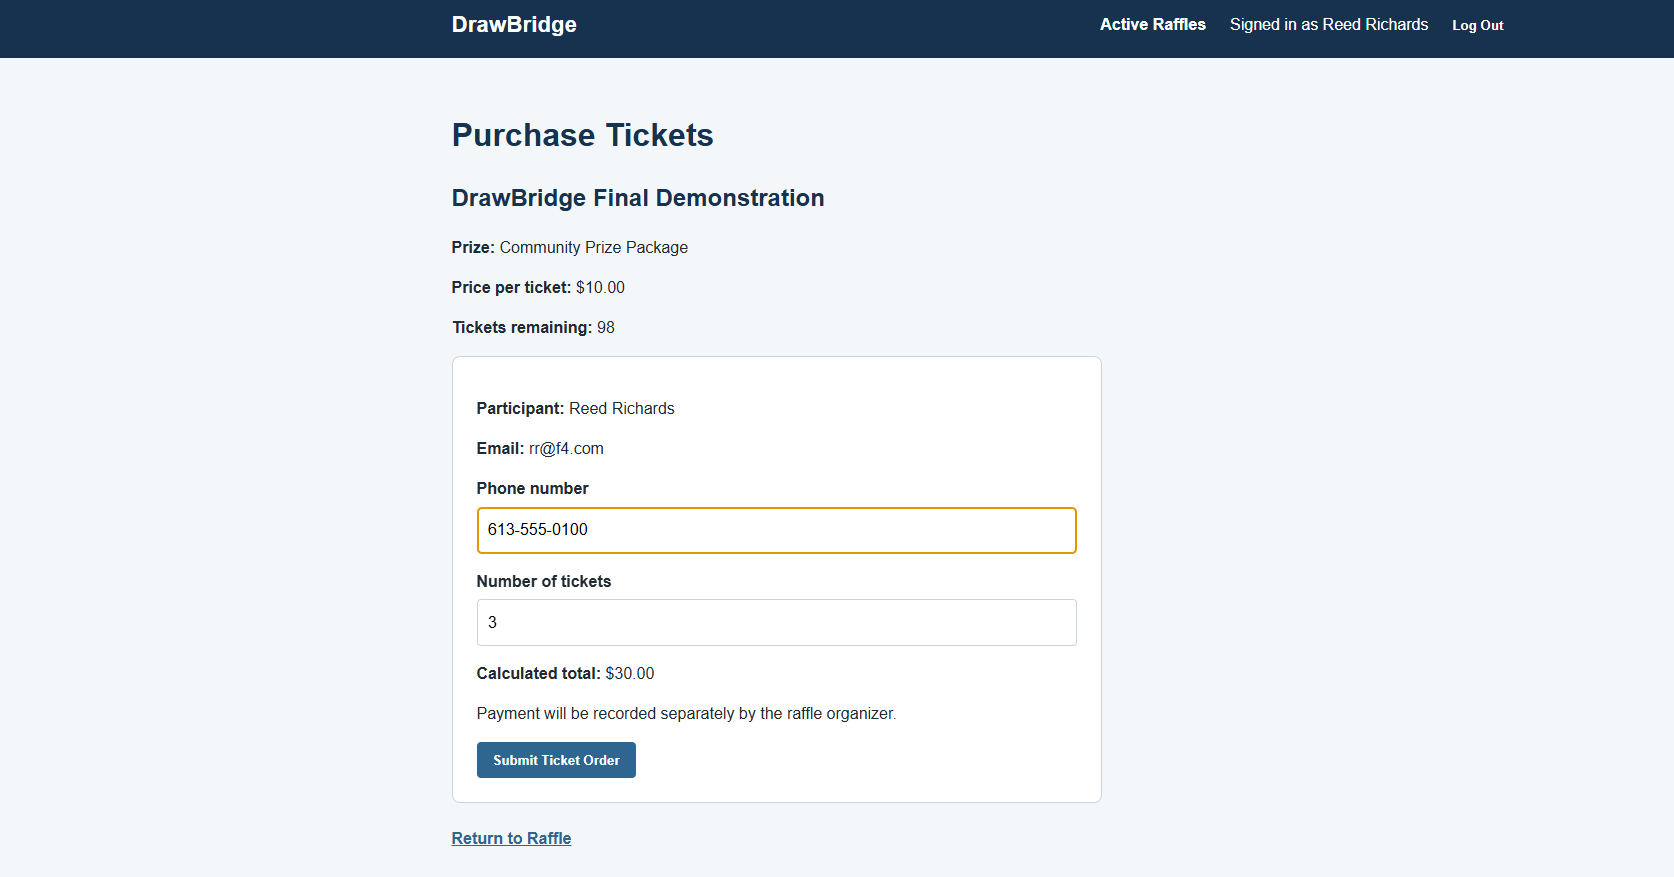 DrawBridge
Active Raffles Signed in as Reed Richards Log Out
Purchase Tickets
DrawBridge Final Demonstration
Prize: Community Prize Package
Price per ticket: $10.00
Tickets remaining: 98
Participant: Reed Richards
Email: rr@f4.com
Phone number
613-555-0100
Number of tickets
3
Calculated total: $30.00
Payment will be recorded separately by the raffle organizer.
Submit Ticket Order
Return to Raffle